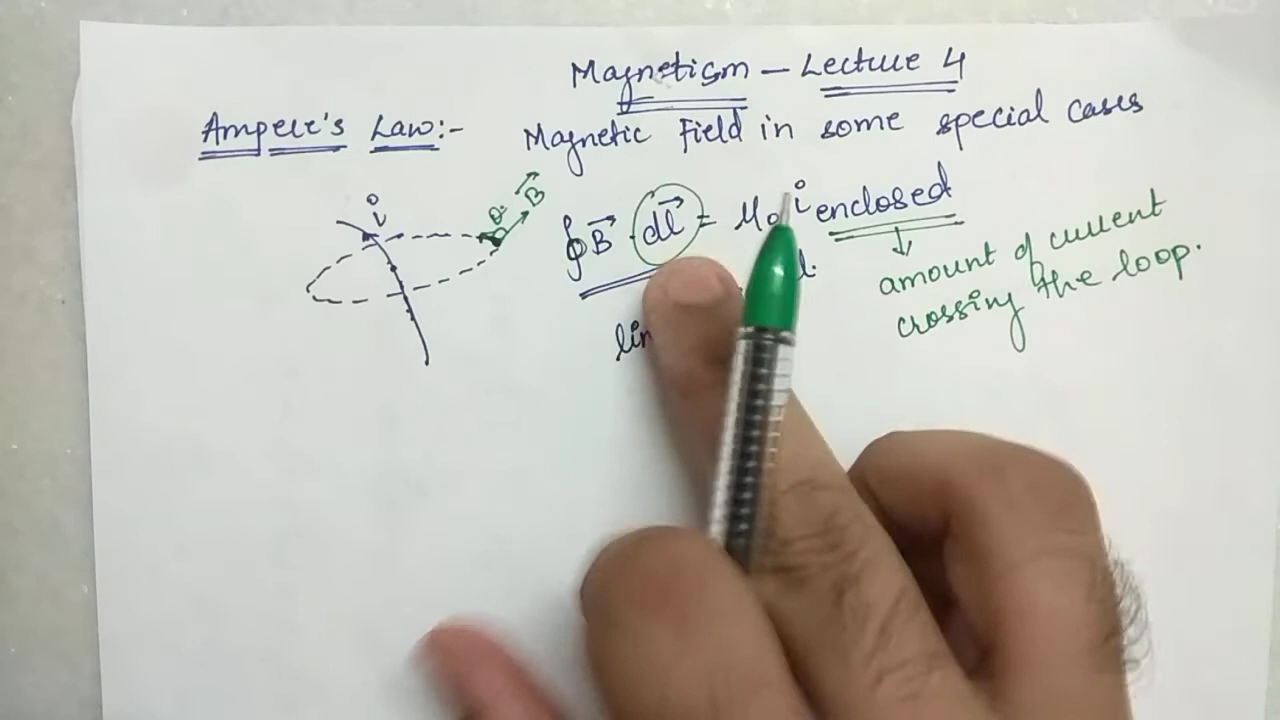 Magnetism – Lecture 4
Ampere's Law:- Magnetic Field in some special cases
i
θ B⃗
∮B⃗ . dl⃗ = μ₀ i enclosed
amount of current
crossing the loop.